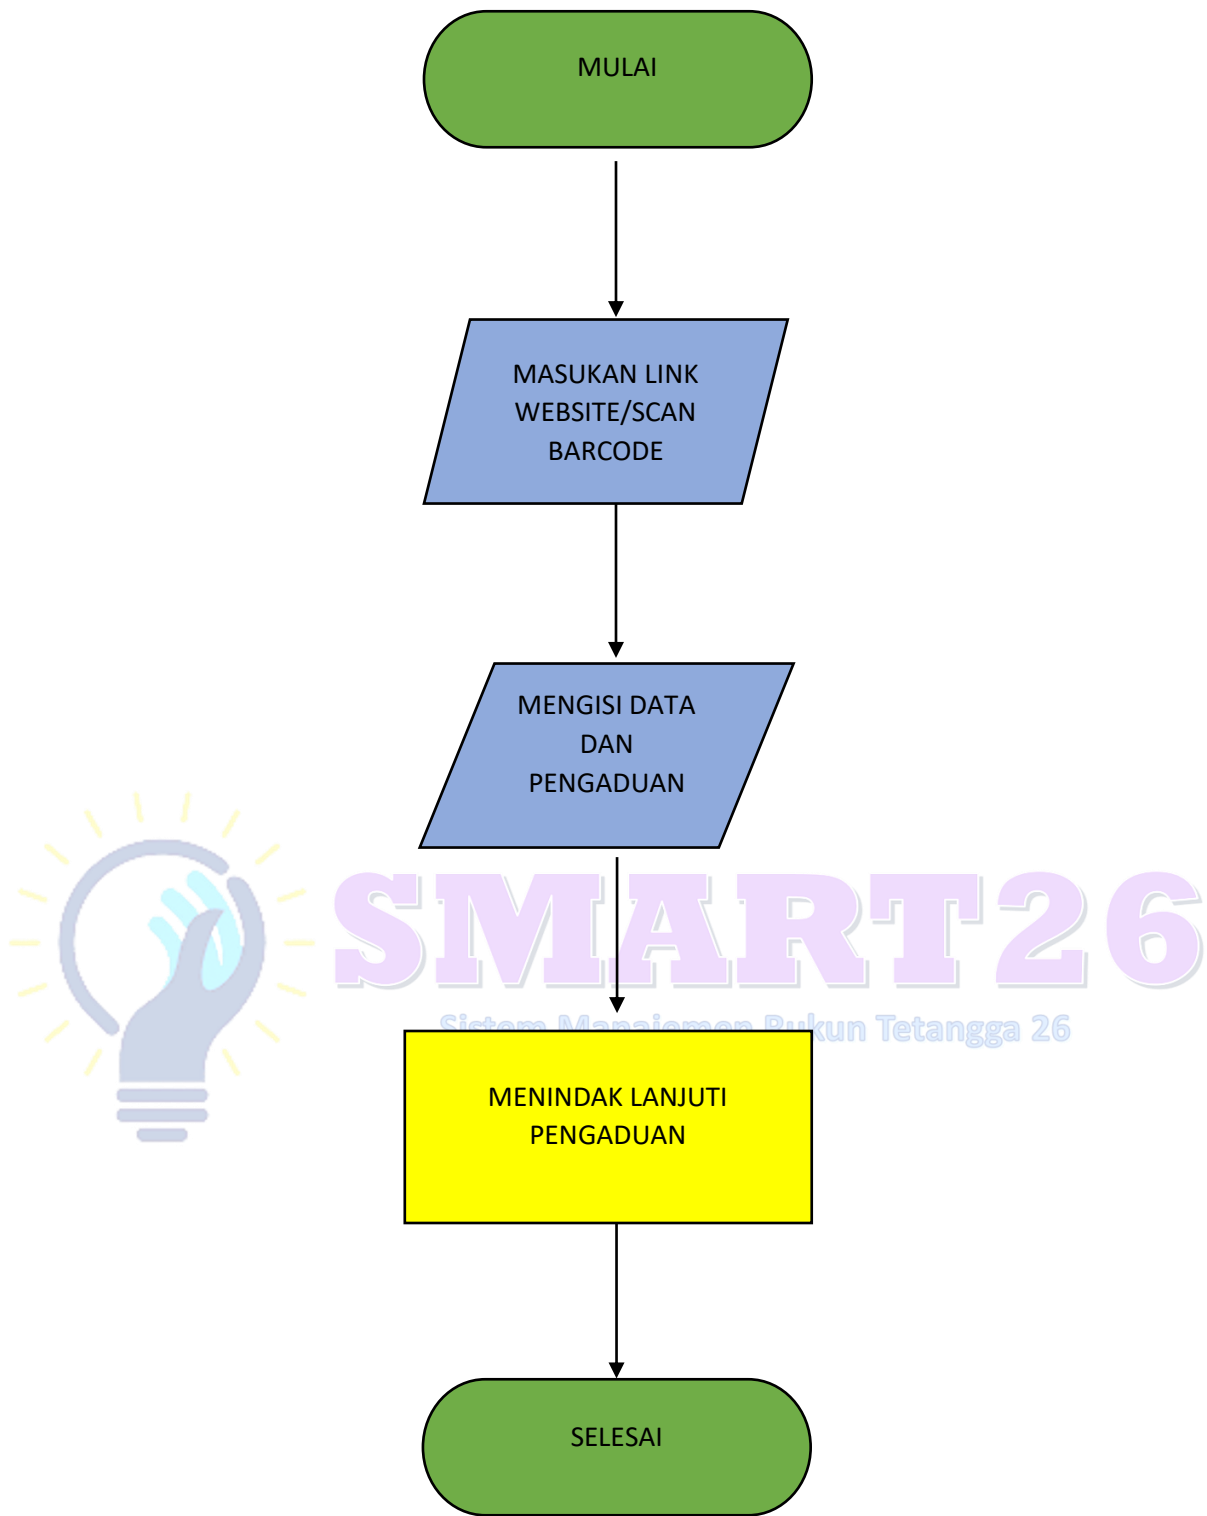 MULAI
MASUKAN LINK
WEBSITE/SCAN
BARCODE
MENGISI DATA
DAN
PENGADUAN
SMART26
Sistem Manajemen Rukun Tetangga 26
MENINDAK LANJUTI
PENGADUAN
SELESAI